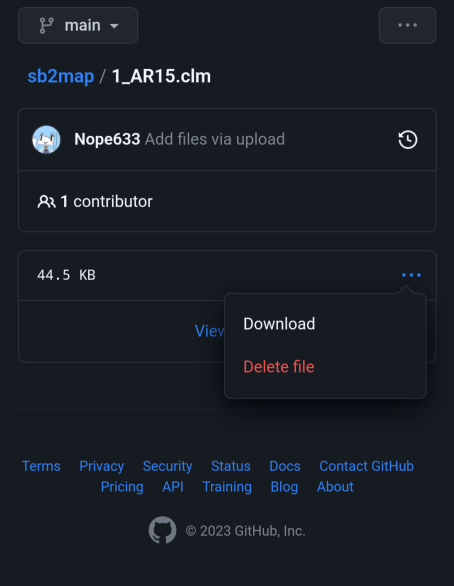 main
sb2map / 1_AR15.clm
Nope633 Add files via upload
1 contributor
44.5 KB
Download
View
Delete file
Terms Privacy Security Status Docs Contact GitHub
Pricing API Training Blog About
© 2023 GitHub, Inc.